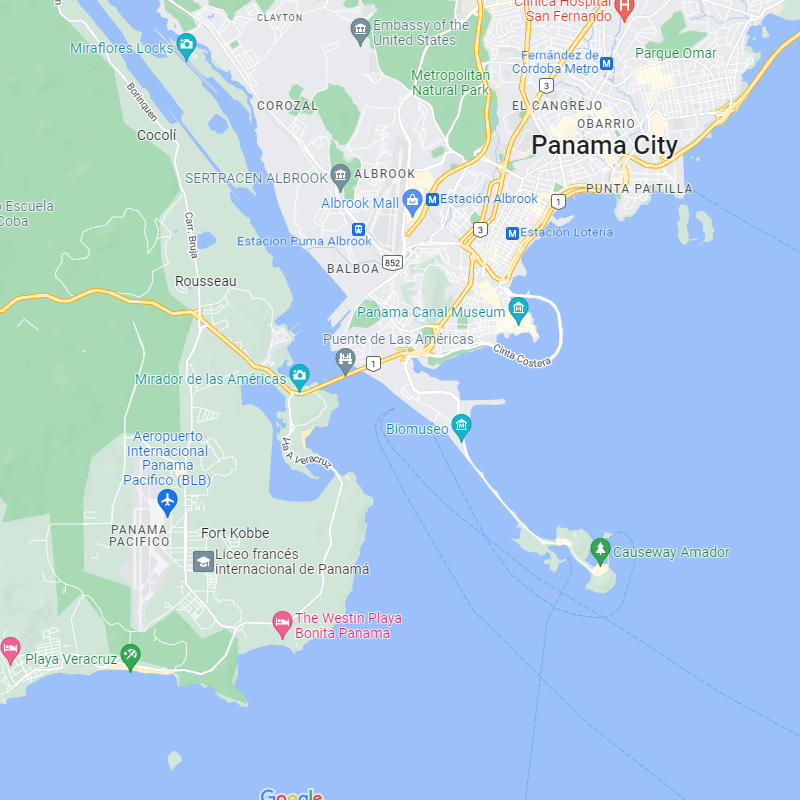 Clínica Hospital
San Fernando
CLAYTON
Embassy of the
United States
Miraflores Locks
Fernández de
Córdoba Metro
M
Parque Omar
Metropolitan
Natural Park
3
Borinquen
COROZAL
EL CANGREJO
OBARRIO
Cocolí
Panama City
SERTRACEN ALBROOK
ALBROOK
PUNTA PAITILLA
Escuela
Coba
Albrook Mall
M
Estación Albrook
1
Carr. Bruja
Estacion Puma Albrook
3
M
Estación Lotería
BALBOA
852
Rousseau
Panama Canal Museum
Puente de Las Américas
1
Cinta Costera
Mirador de las Américas
Biomuseo
Aeropuerto
Internacional
Panama
Pacifico (BLB)
Vía A Veracruz
PANAMA
PACIFICO
Fort Kobbe
Liceo francés
internacional de Panamá
Causeway Amador
The Westin Playa
Bonita Panama
Playa Veracruz
Google